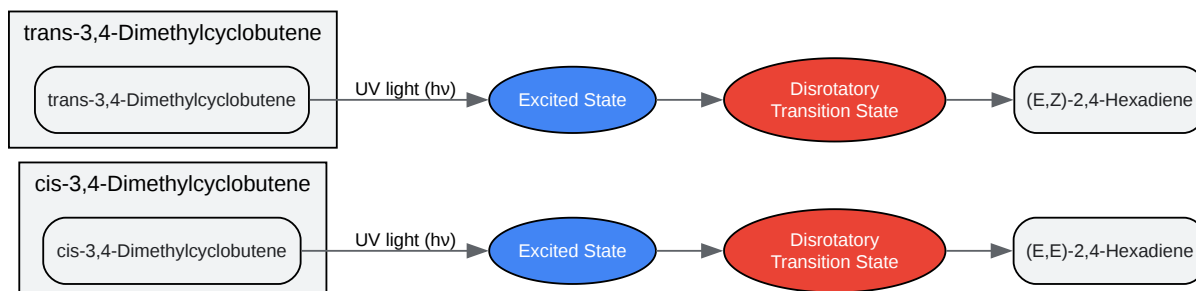 trans-3,4-Dimethylcyclobutene
trans-3,4-Dimethylcyclobutene
UV light (hν)
Excited State
Disrotatory
Transition State
(E,Z)-2,4-Hexadiene
cis-3,4-Dimethylcyclobutene
cis-3,4-Dimethylcyclobutene
UV light (hν)
Excited State
Disrotatory
Transition State
(E,E)-2,4-Hexadiene